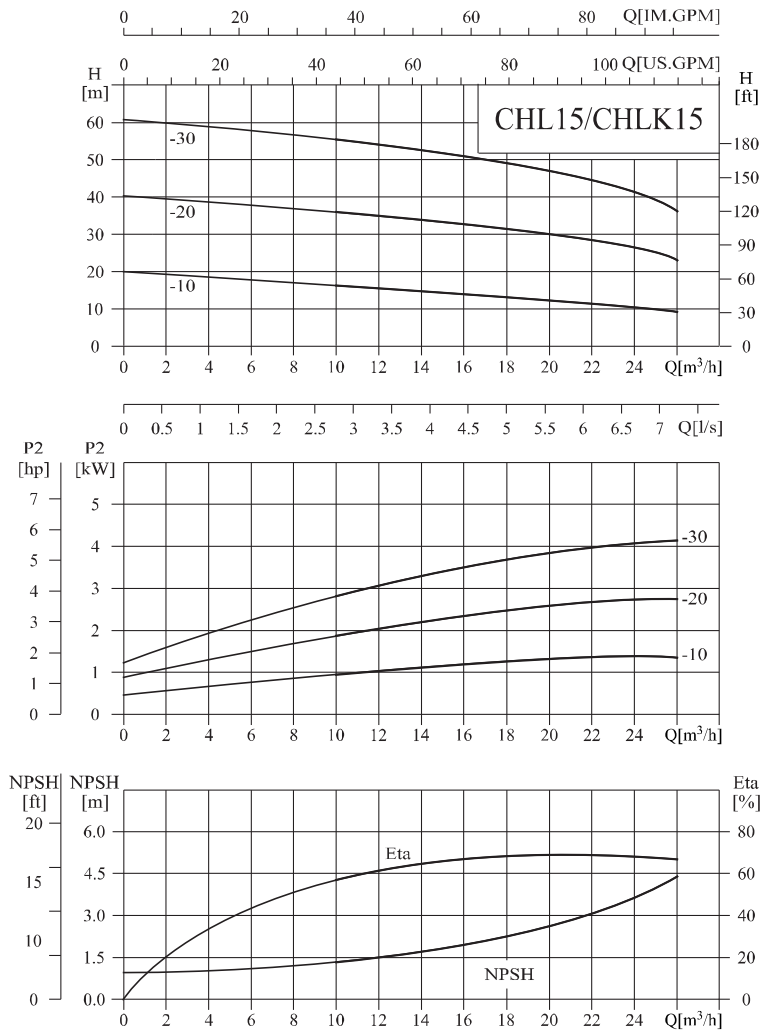 0 20 40 60 80 Q[IM.GPM]
0 20 40 60 80 100 Q[US.GPM]
H
[m]
H
[ft]
CHL15/CHLK15
60
50
40
30
20
10
0
-30
-20
-10
180
150
120
90
60
30
0
0 2 4 6 8 10 12 14 16 18 20 22 24 Q[m³/h]
0 0.5 1 1.5 2 2.5 3 3.5 4 4.5 5 5.5 6 6.5 7 Q[l/s]
P2
[hp]
P2
[kW]
7
6
5
4
3
2
1
0
5
4
3
2
1
0
-30
-20
-10
0 2 4 6 8 10 12 14 16 18 20 22 24 Q[m³/h]
NPSH
[ft]
NPSH
[m]
Eta
[%]
20
15
10
0
6.0
4.5
3.0
1.5
0.0
Eta
NPSH
80
60
40
20
0
0 2 4 6 8 10 12 14 16 18 20 22 24 Q[m³/h]